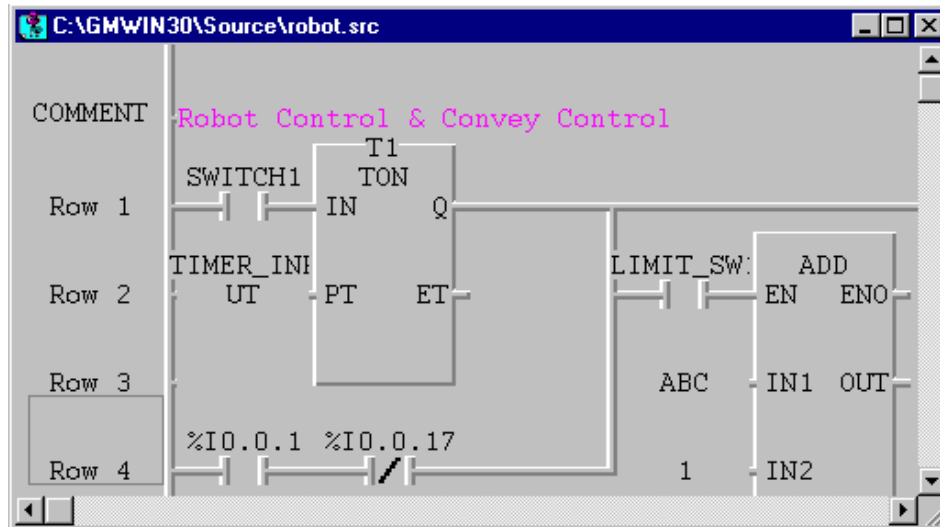 C:\GMWIN30\Source\robot.src
COMMENT Robot Control & Convey Control
T1
SWITCH1 TON
Row 1 IN Q
TIMER_INP LIMIT_SW1 ADD
Row 2 UT PT ET EN ENO
Row 3 ABC IN1 OUT
%I0.0.1 %I0.0.17
Row 4 1 IN2